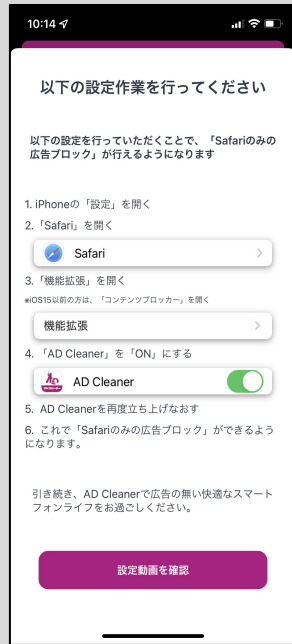 10:14
以下の設定作業を行ってください
以下の設定を行っていただくことで、「Safariのみの
広告ブロック」が行えるようになります
1. iPhoneの「設定」を開く
2.「Safari」を開く
Safari
3.「機能拡張」を開く
※iOS15以前の方は、「コンテンツブロッカー」を開く
機能拡張
4. 「AD Cleaner」を「ON」にする
AD Cleaner
5. AD Cleanerを再度立ち上げなおす
6. これで「Safariのみの広告ブロック」ができるよう
になります。
引き続き、AD Cleanerで広告の無い快適なスマート
フォンライフをお過ごしください。
設定動画を確認